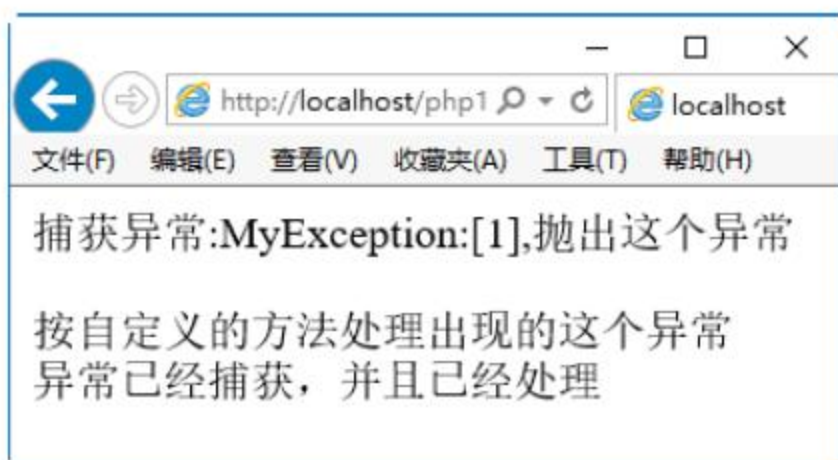 http://localhost/php1
localhost
文件(F) 编辑(E) 查看(V) 收藏夹(A) 工具(T) 帮助(H)
捕获异常:MyException:[1],抛出这个异常
按自定义的方法处理出现的这个异常
异常已经捕获，并且已经处理